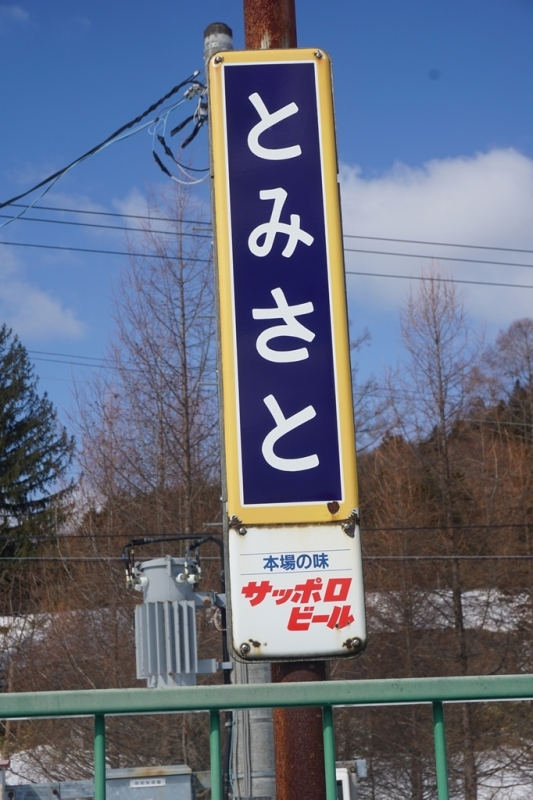 とみさと
本場の味
サッポロ
ビール